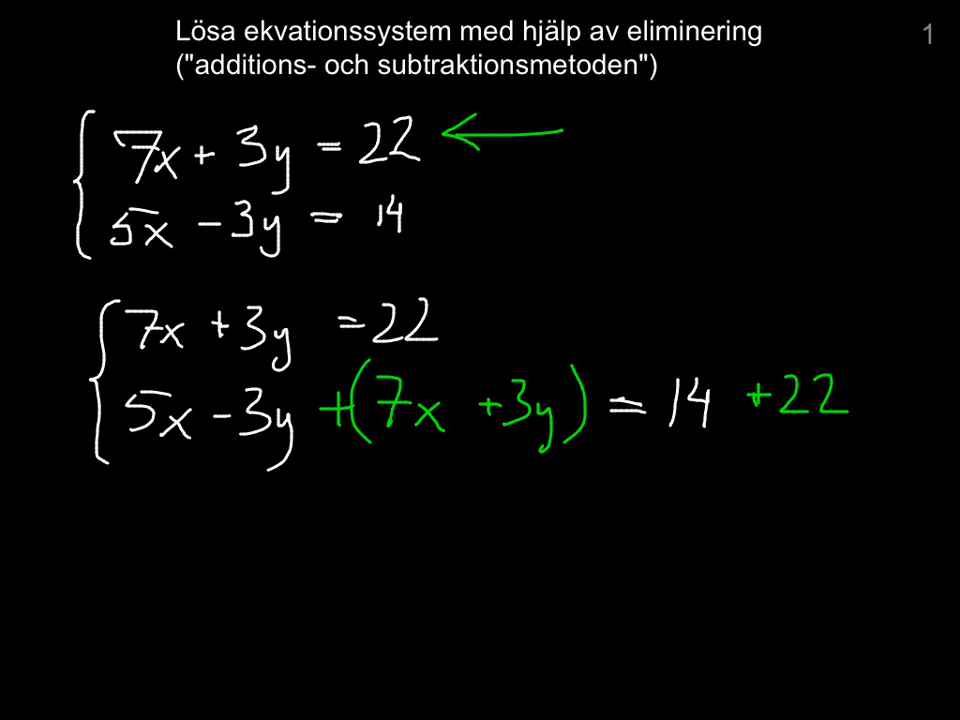 Lösa ekvationssystem med hjälp av eliminering
("additions- och subtraktionsmetoden")
1
7x + 3y = 22
5x - 3y = 14
7x + 3y = 22
5x - 3y + (7x + 3y) = 14 + 22